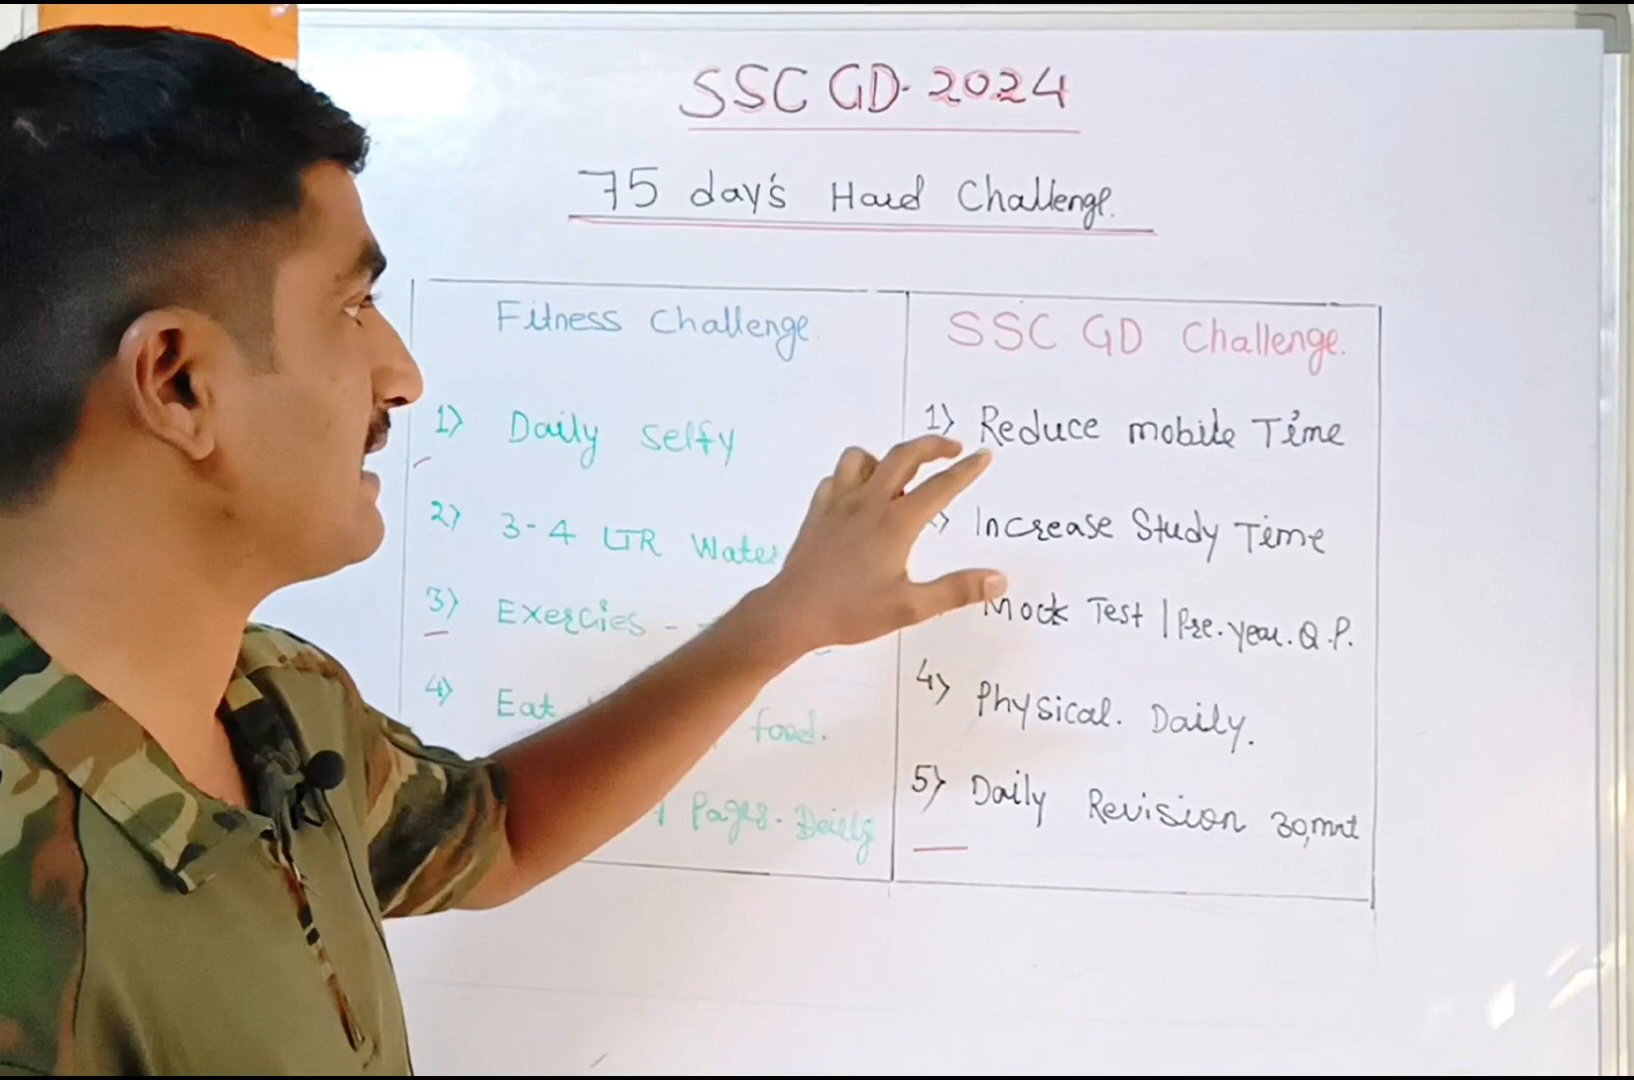 SSC GD. 2024
75 day's Hard Challenge.
Fitness Challenge.
1) Daily selfy
2) 3-4 LTR Water
3) Exercies -
4) Eat food.
Pages. Daily
SSC GD Challenge.
1) Reduce mobile Time
Increase Study Time
Mock Test | Pre. year. Q.P.
4) Physical. Daily.
5) Daily Revision 30,mnt